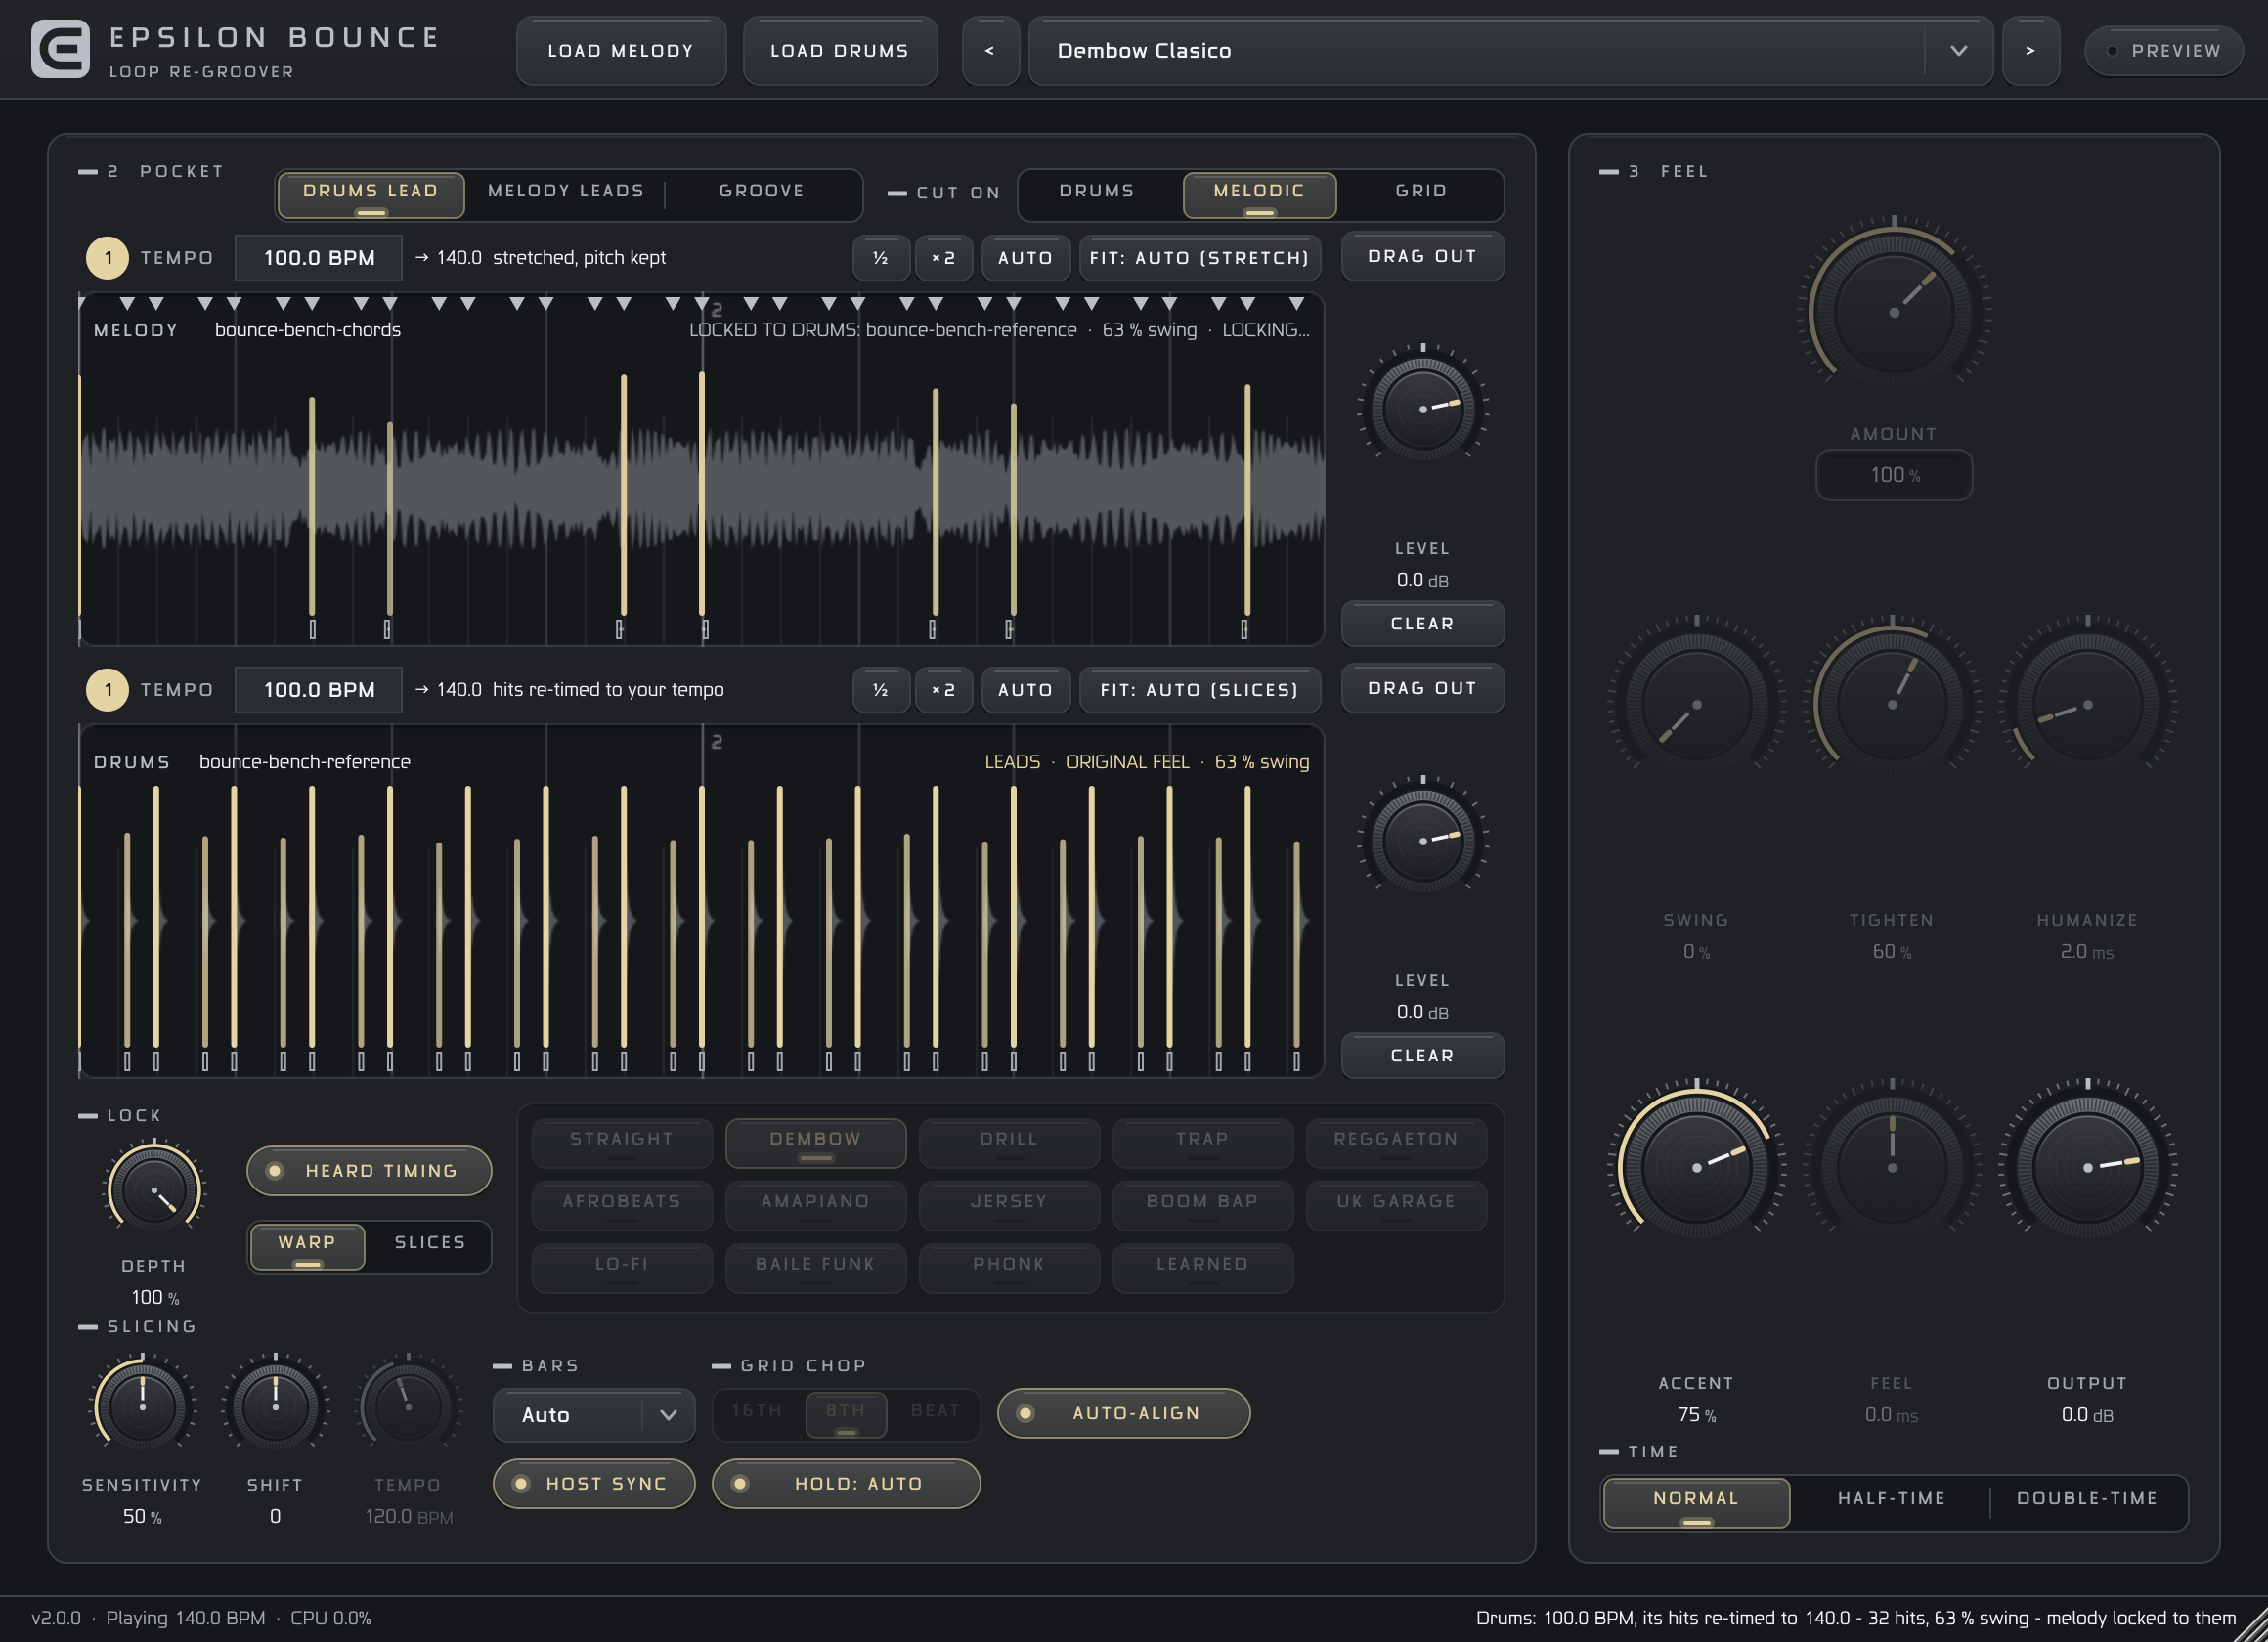 EPSILON BOUNCE
LOOP RE-GROOVER
LOAD MELODY
LOAD DRUMS
<
Dembow Clasico
>
PREVIEW
2 POCKET
DRUMS LEAD
MELODY LEADS
GROOVE
CUT ON
DRUMS
MELODIC
GRID
1 TEMPO 100.0 BPM → 140.0 stretched, pitch kept
½
×2
AUTO
FIT: AUTO (STRETCH)
DRAG OUT
2
MELODY bounce-bench-chords
LOCKED TO DRUMS: bounce-bench-reference · 63 % swing · LOCKING...
LEVEL
0.0 dB
CLEAR
1 TEMPO 100.0 BPM → 140.0 hits re-timed to your tempo
½
×2
AUTO
FIT: AUTO (SLICES)
DRAG OUT
2
DRUMS bounce-bench-reference
LEADS · ORIGINAL FEEL · 63 % swing
LEVEL
0.0 dB
CLEAR
LOCK
DEPTH
100 %
HEARD TIMING
WARP
SLICES
STRAIGHT
DEMBOW
DRILL
TRAP
REGGAETON
AFROBEATS
AMAPIANO
JERSEY
BOOM BAP
UK GARAGE
LO-FI
BAILE FUNK
PHONK
LEARNED
SLICING
SENSITIVITY
50 %
SHIFT
0
TEMPO
120.0 BPM
BARS
Auto
HOST SYNC
GRID CHOP
16TH
8TH
BEAT
HOLD: AUTO
AUTO-ALIGN
3 FEEL
AMOUNT
100 %
SWING
0 %
TIGHTEN
60 %
HUMANIZE
2.0 ms
ACCENT
75 %
FEEL
0.0 ms
OUTPUT
0.0 dB
TIME
NORMAL
HALF-TIME
DOUBLE-TIME
v2.0.0 · Playing 140.0 BPM · CPU 0.0%
Drums: 100.0 BPM, its hits re-timed to 140.0 - 32 hits, 63 % swing - melody locked to them